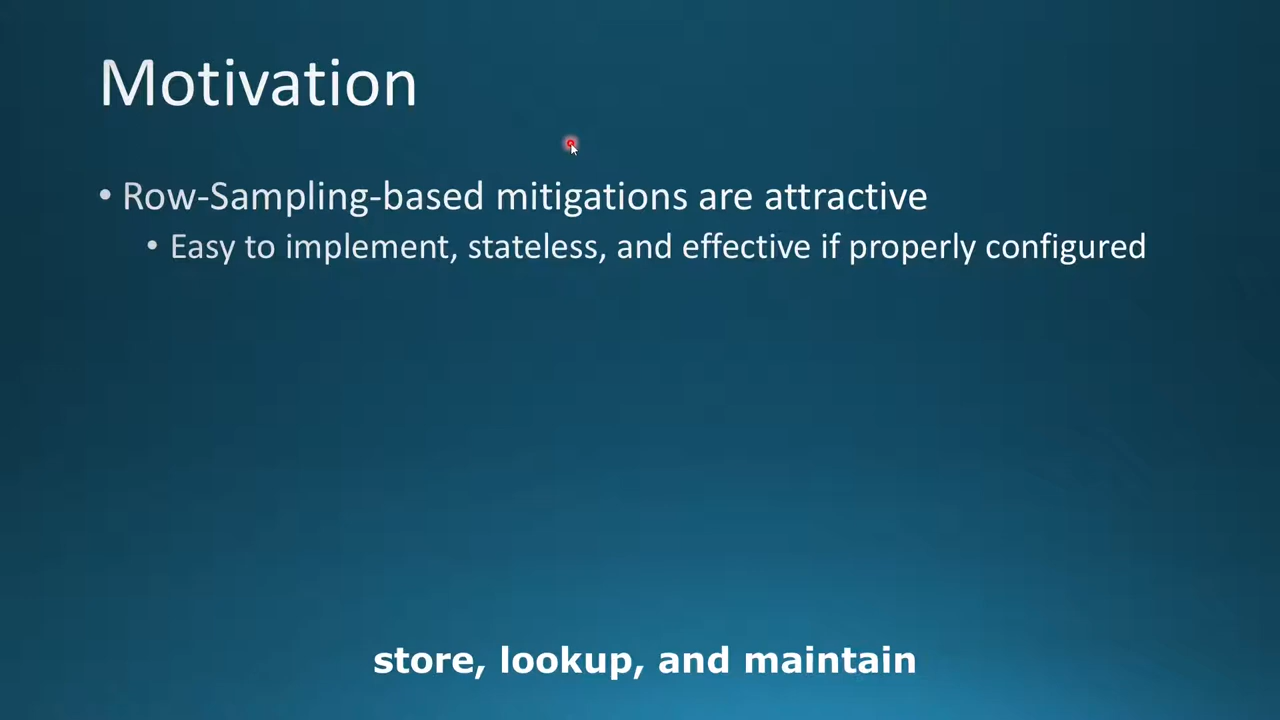 Motivation
• Row-Sampling-based mitigations are attractive
• Easy to implement, stateless, and effective if properly configured
store, lookup, and maintain